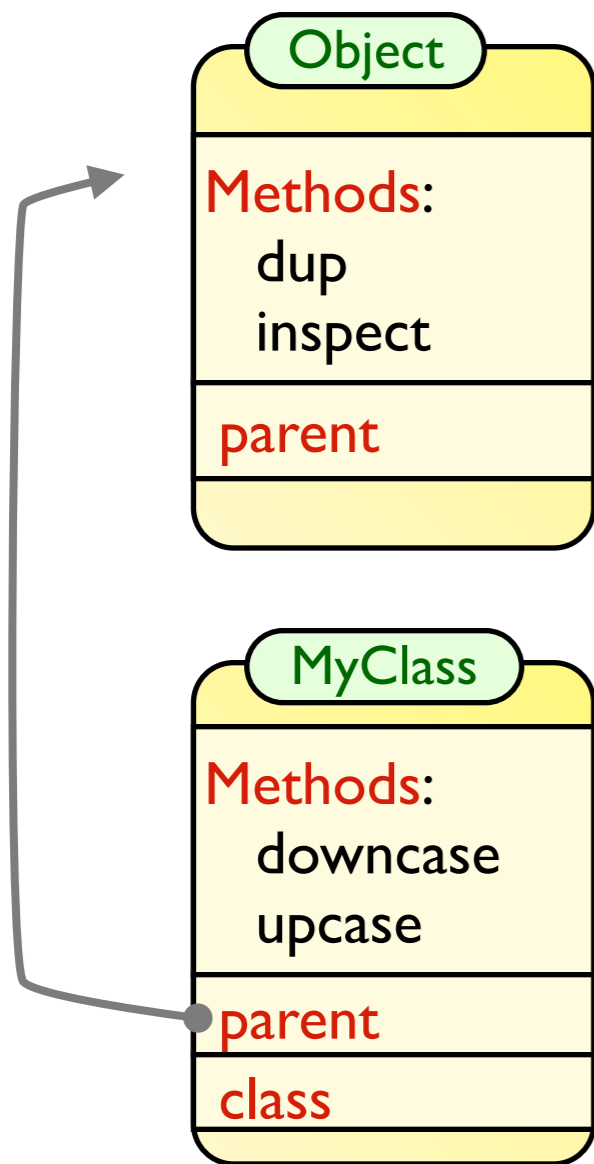 Object
Methods:
dup
inspect
parent
MyClass
Methods:
downcase
upcase
parent
class